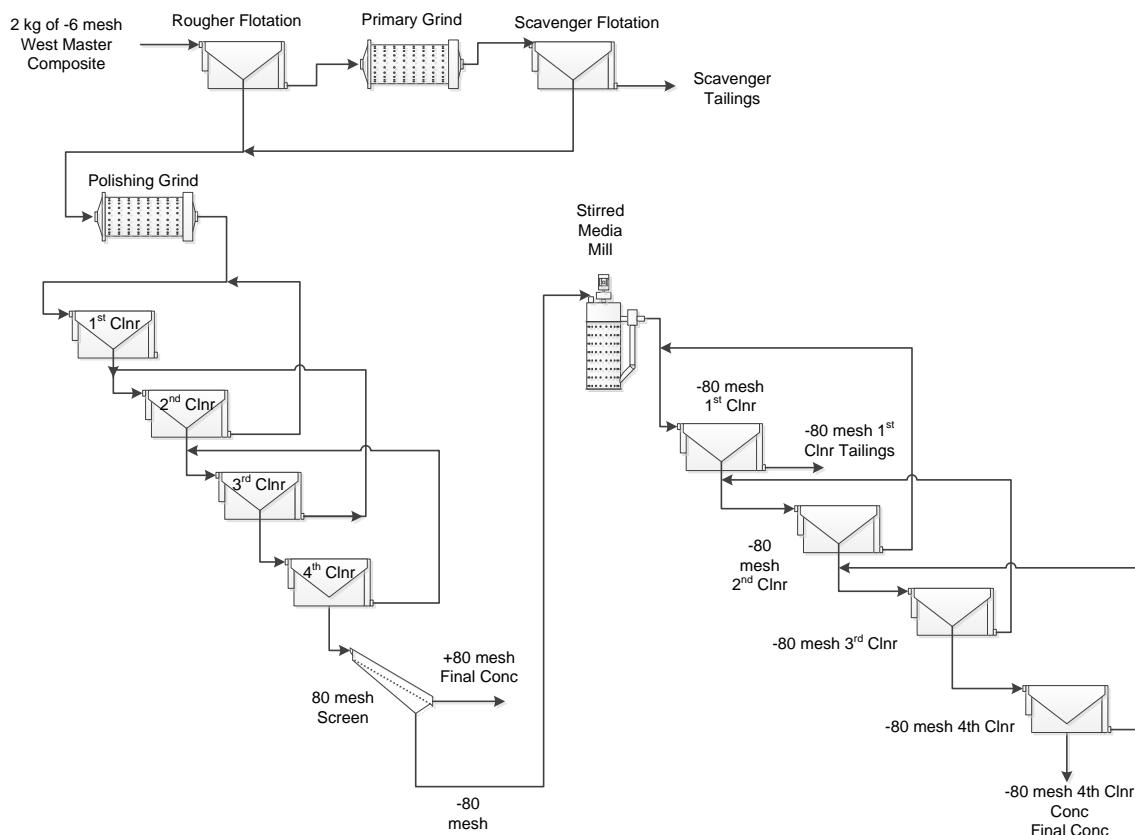 2 kg of -6 mesh
West Master
Composite
Rougher Flotation
Primary Grind
Scavenger Flotation
Scavenger
Tailings
Polishing Grind
Stirred
Media
Mill
1st Clnr
2nd Clnr
3rd Clnr
4th Clnr
80 mesh
Screen
+80 mesh
Final Conc
-80
mesh
-80 mesh
1st Clnr
-80 mesh 1st
Clnr Tailings
-80
mesh
2nd Clnr
-80 mesh 3rd Clnr
-80 mesh 4th Clnr
-80 mesh 4th Clnr
Conc
Final Conc